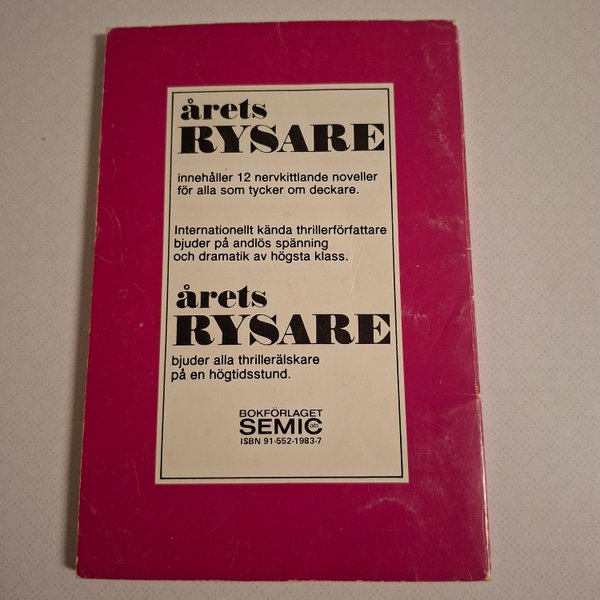 årets
RYSARE
innehåller 12 nervkittlande noveller
för alla som tycker om deckare.
Internationellt kända thrillerförfattare
bjuder på andlös spänning
och dramatik av högsta klass.
årets
RYSARE
bjuder alla thrillerälskare
på en högtidsstund.
BOKFÖRLAGET
SEMIC ab
ISBN 91-552-1983-7